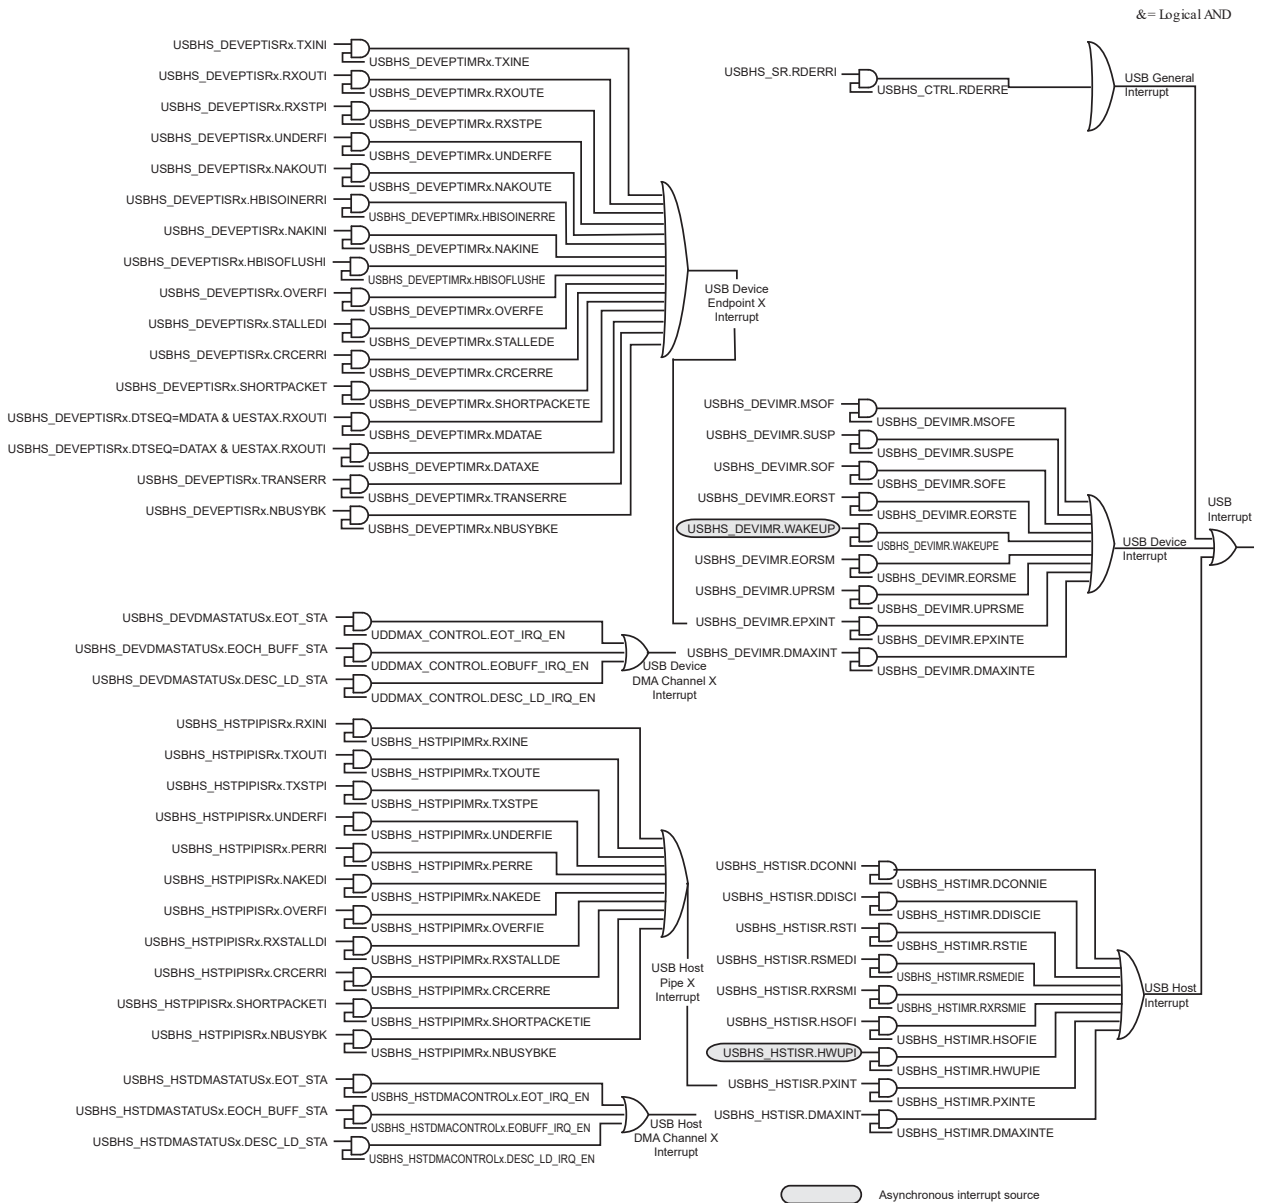 &= Logical AND
USBHS_DEVEPTISRx.TXINI
USBHS_DEVEPTIMRx.TXINE
USBHS_DEVEPTISRx.RXOUTI
USBHS_DEVEPTIMRx.RXOUTE
USBHS_DEVEPTISRx.RXSTPI
USBHS_DEVEPTIMRx.RXSTPE
USBHS_DEVEPTISRx.UNDERFI
USBHS_DEVEPTIMRx.UNDERFE
USBHS_DEVEPTISRx.NAKOUTI
USBHS_DEVEPTIMRx.NAKOUTE
USBHS_DEVEPTISRx.HBISOINERRI
USBHS_DEVEPTIMRx.HBISOINERRE
USBHS_DEVEPTISRx.NAKINI
USBHS_DEVEPTIMRx.NAKINE
USBHS_DEVEPTISRx.HBISOFLUSHI
USBHS_DEVEPTIMRx.HBISOFLUSHE
USBHS_DEVEPTISRx.OVERFI
USBHS_DEVEPTIMRx.OVERFE
USBHS_DEVEPTISRx.STALLEDI
USBHS_DEVEPTIMRx.STALLEDE
USBHS_DEVEPTISRx.CRCERRI
USBHS_DEVEPTIMRx.CRCERRE
USBHS_DEVEPTISRx.SHORTPACKET
USBHS_DEVEPTIMRx.SHORTPACKETE
USBHS_DEVEPTISRx.DTSEQ=MDATA & UESTAX.RXOUTI
USBHS_DEVEPTIMRx.MDATAE
USBHS_DEVEPTISRx.DTSEQ=DATAX & UESTAX.RXOUTI
USBHS_DEVEPTIMRx.DATAXE
USBHS_DEVEPTISRx.TRANSERR
USBHS_DEVEPTIMRx.TRANSERRE
USBHS_DEVEPTISRx.NBUSYBK
USBHS_DEVEPTIMRx.NBUSYBKE
USB Device
Endpoint X
Interrupt
USBHS_SR.RDERRI
USBHS_CTRL.RDERRE
USB General
Interrupt
USBHS_DEVIMR.MSOF
USBHS_DEVIMR.MSOFE
USBHS_DEVIMR.SUSP
USBHS_DEVIMR.SUSPE
USBHS_DEVIMR.SOF
USBHS_DEVIMR.SOFE
USBHS_DEVIMR.EORST
USBHS_DEVIMR.EORSTE
USBHS_DEVIMR.WAKEUP
USBHS_DEVIMR.WAKEUPE
USBHS_DEVIMR.EORSM
USBHS_DEVIMR.EORSME
USBHS_DEVIMR.UPRSM
USBHS_DEVIMR.UPRSME
USBHS_DEVIMR.EPXINT
USBHS_DEVIMR.EPXINTE
USBHS_DEVIMR.DMAXINT
USBHS_DEVIMR.DMAXINTE
USB Device
Interrupt
USB
Interrupt
USBHS_DEVDMASTATUSx.EOT_STA
UDDMAX_CONTROL.EOT_IRQ_EN
USBHS_DEVDMASTATUSx.EOCH_BUFF_STA
UDDMAX_CONTROL.EOBUFF_IRQ_EN
USBHS_DEVDMASTATUSx.DESC_LD_STA
UDDMAX_CONTROL.DESC_LD_IRQ_EN
USB Device
DMA Channel X
Interrupt
USBHS_HSTPIPISRx.RXINI
USBHS_HSTPIPIMRx.RXINE
USBHS_HSTPIPISRx.TXOUTI
USBHS_HSTPIPIMRx.TXOUTE
USBHS_HSTPIPISRx.TXSTPI
USBHS_HSTPIPIMRx.TXSTPE
USBHS_HSTPIPISRx.UNDERFI
USBHS_HSTPIPIMRx.UNDERFIE
USBHS_HSTPIPISRx.PERRI
USBHS_HSTPIPIMRx.PERRE
USBHS_HSTPIPISRx.NAKEDI
USBHS_HSTPIPIMRx.NAKEDE
USBHS_HSTPIPISRx.OVERFI
USBHS_HSTPIPIMRx.OVERFIE
USBHS_HSTPIPISRx.RXSTALLDI
USBHS_HSTPIPIMRx.RXSTALLDE
USBHS_HSTPIPISRx.CRCERRI
USBHS_HSTPIPIMRx.CRCERRE
USBHS_HSTPIPISRx.SHORTPACKETI
USBHS_HSTPIPIMRx.SHORTPACKETIE
USBHS_HSTPIPISRx.NBUSYBK
USBHS_HSTPIPIMRx.NBUSYBKE
USB Host
Pipe X
Interrupt
USBHS_HSTISR.DCONNI
USBHS_HSTIMR.DCONNIE
USBHS_HSTISR.DDISCI
USBHS_HSTIMR.DDISCIE
USBHS_HSTISR.RSTI
USBHS_HSTIMR.RSTIE
USBHS_HSTISR.RSMEDI
USBHS_HSTIMR.RSMEDIE
USBHS_HSTISR.RXRSMI
USBHS_HSTIMR.RXRSMIE
USBHS_HSTISR.HSOFI
USBHS_HSTIMR.HSOFIE
USBHS_HSTISR.HWUPI
USBHS_HSTIMR.HWUPIE
USBHS_HSTISR.PXINT
USBHS_HSTIMR.PXINTE
USBHS_HSTISR.DMAXINT
USBHS_HSTIMR.DMAXINTE
USB Host
Interrupt
USBHS_HSTDMASTATUSx.EOT_STA
USBHS_HSTDMACONTROLx.EOT_IRQ_EN
USBHS_HSTDMASTATUSx.EOCH_BUFF_STA
USBHS_HSTDMACONTROLx.EOBUFF_IRQ_EN
USBHS_HSTDMASTATUSx.DESC_LD_STA
USBHS_HSTDMACONTROLx.DESC_LD_IRQ_EN
USB Host
DMA Channel X
Interrupt
Asynchronous interrupt source